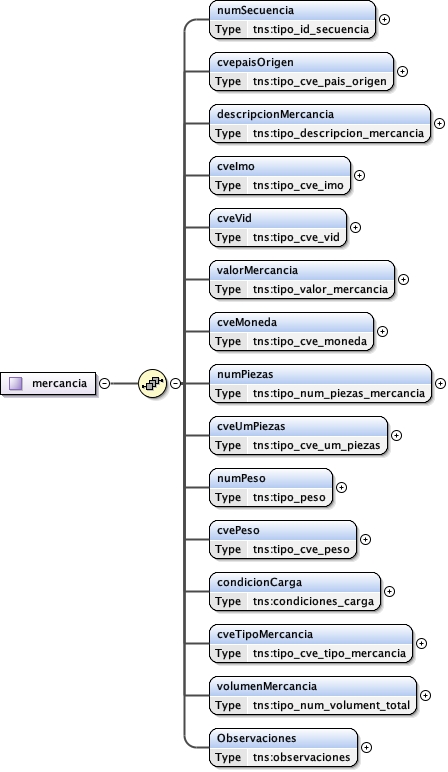 numSecuencia
Type tns:tipo_id_secuencia
cvepaisOrigen
Type tns:tipo_cve_pais_origen
descripcionMercancia
Type tns:tipo_descripcion_mercancia
cveImo
Type tns:tipo_cve_imo
cveVid
Type tns:tipo_cve_vid
valorMercancia
Type tns:tipo_valor_mercancia
cveMoneda
Type tns:tipo_cve_moneda
mercancia
numPiezas
Type tns:tipo_num_piezas_mercancia
cveUmPiezas
Type tns:tipo_cve_um_piezas
numPeso
Type tns:tipo_peso
cvePeso
Type tns:tipo_cve_peso
condicionCarga
Type tns:condiciones_carga
cveTipoMercancia
Type tns:tipo_cve_tipo_mercancia
volumenMercancia
Type tns:tipo_num_volument_total
Observaciones
Type tns:observaciones